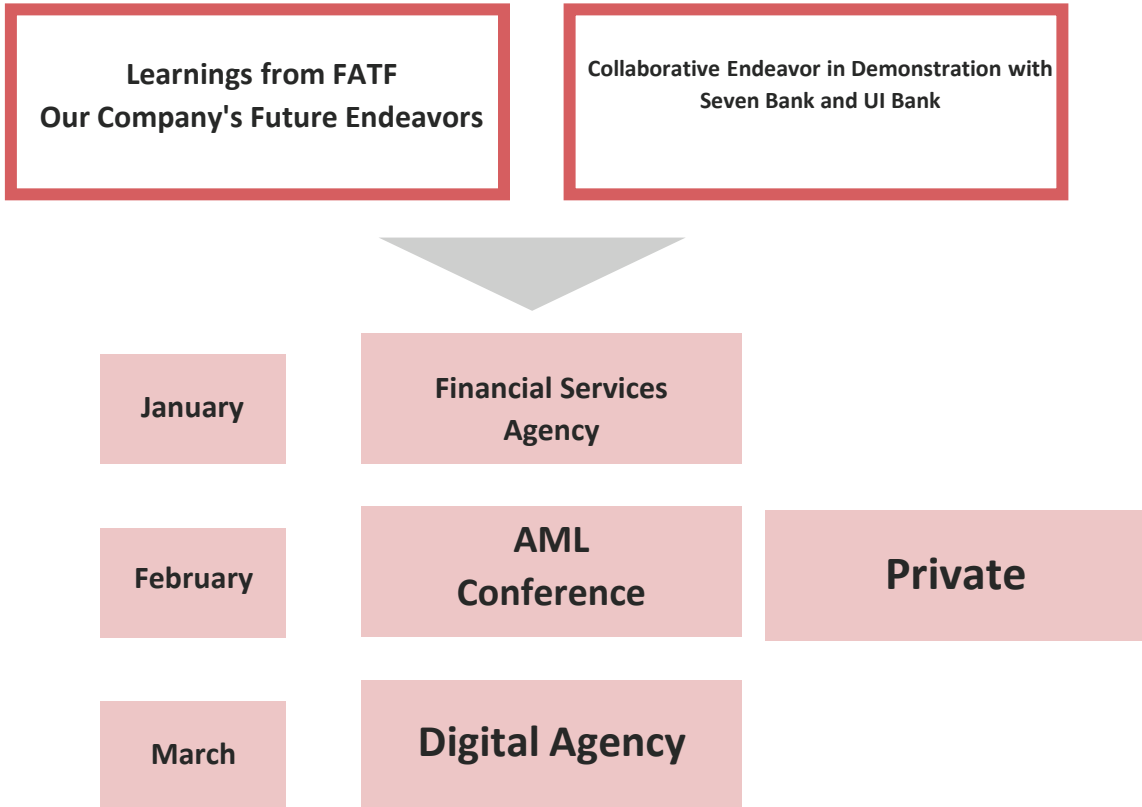 Learnings from FATF
Our Company's Future Endeavors
Collaborative Endeavor in Demonstration with
Seven Bank and UI Bank
January
Financial Services
Agency
February
AML
Conference
Private
March
Digital Agency